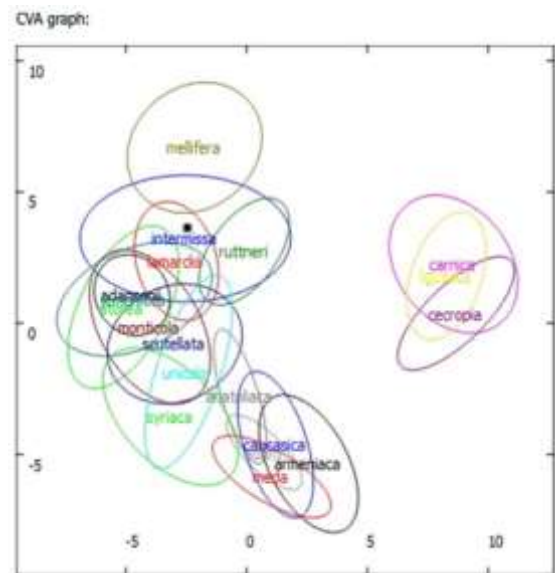 CVA graph:
10
mellifera
5
intermissa
ruttneri
lamarckii
carnica
ligustica
adansonii
cecropia
0
monticola
scutellata
unicolor
anatoliaca
syriaca
caucasica
-5
armeniaca
meda
-5
0
5
10